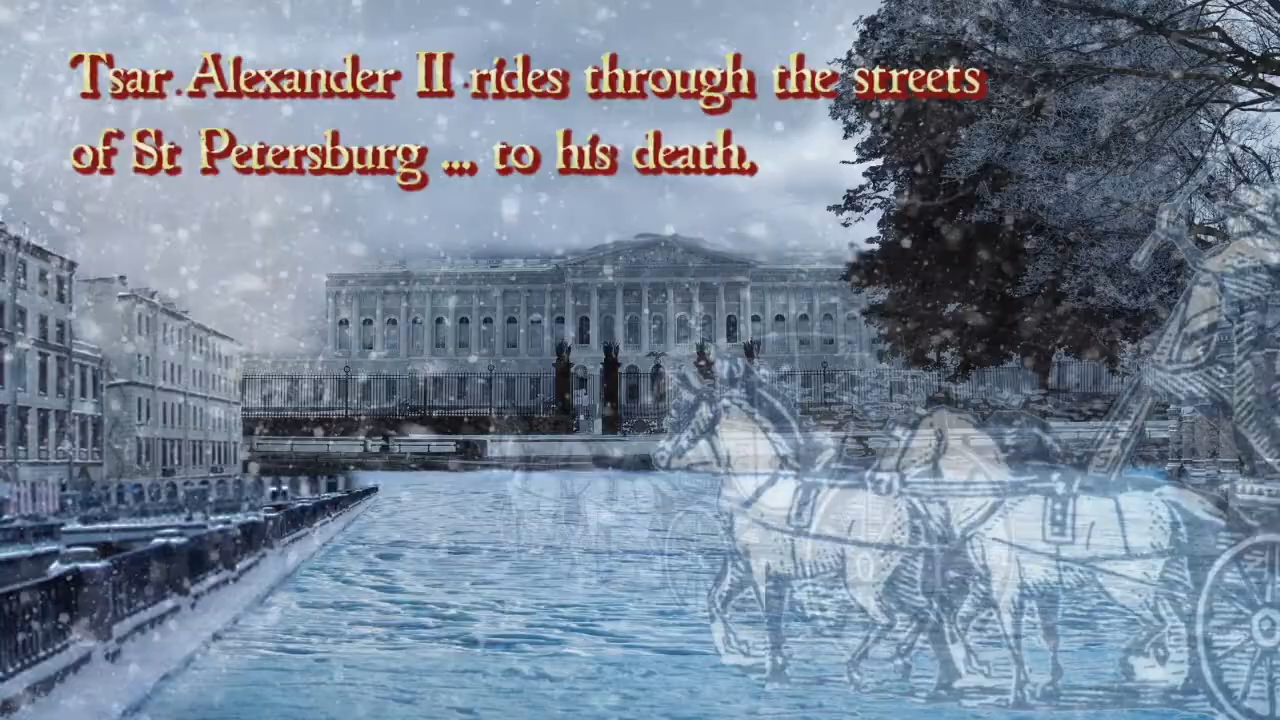 Tsar Alexander II rides through the streets
of St Petersburg ... to his death.